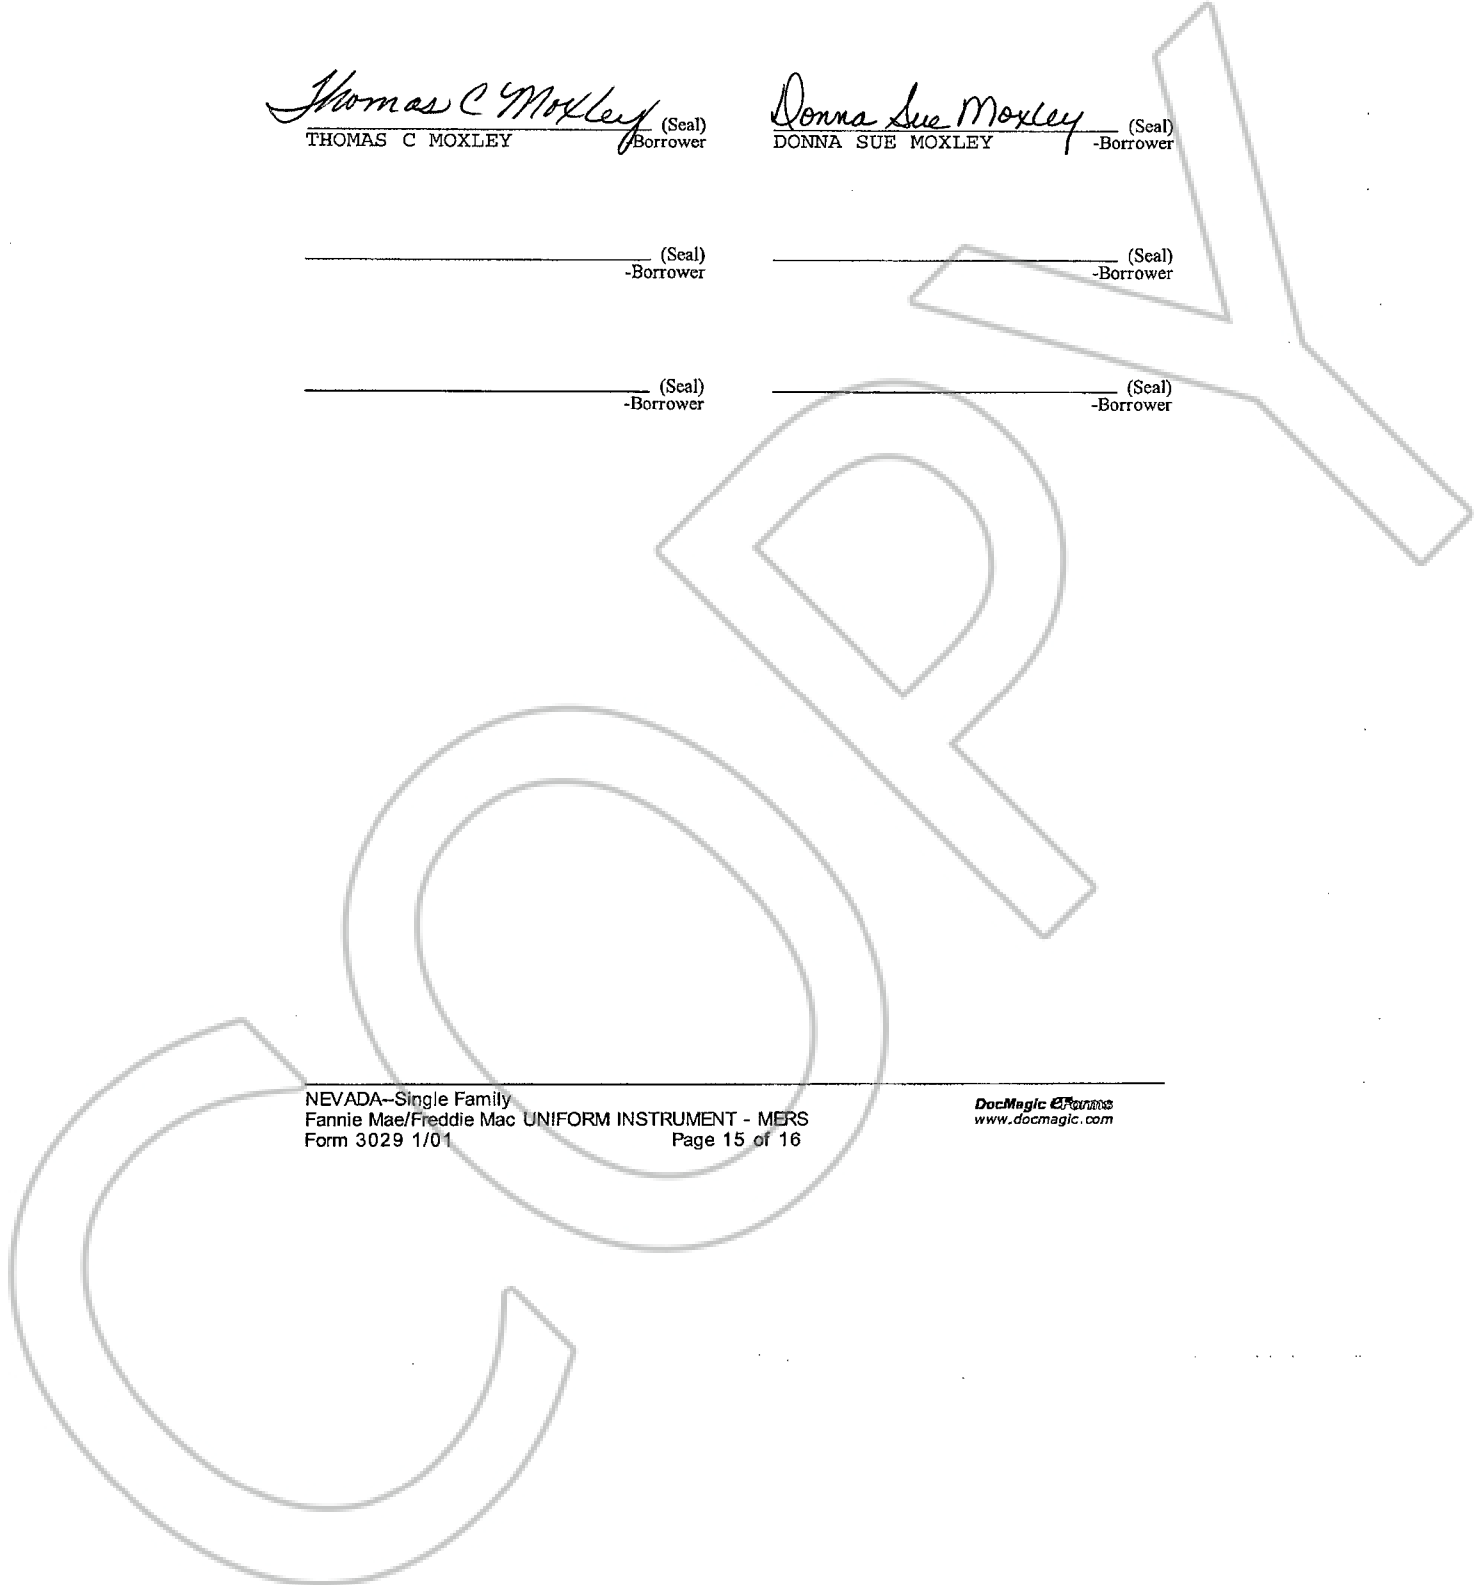 Thomas C Moxley (Seal) Donna Sue Moxley (Seal)
THOMAS C MOXLEY -Borrower DONNA SUE MOXLEY -Borrower
(Seal) (Seal)
-Borrower -Borrower
(Seal) (Seal)
-Borrower -Borrower
COPY
NEVADA--Single Family
Fannie Mae/Freddie Mac UNIFORM INSTRUMENT - MERS
Form 3029 1/01 Page 15 of 16
DocMagic eForms
www.docmagic.com